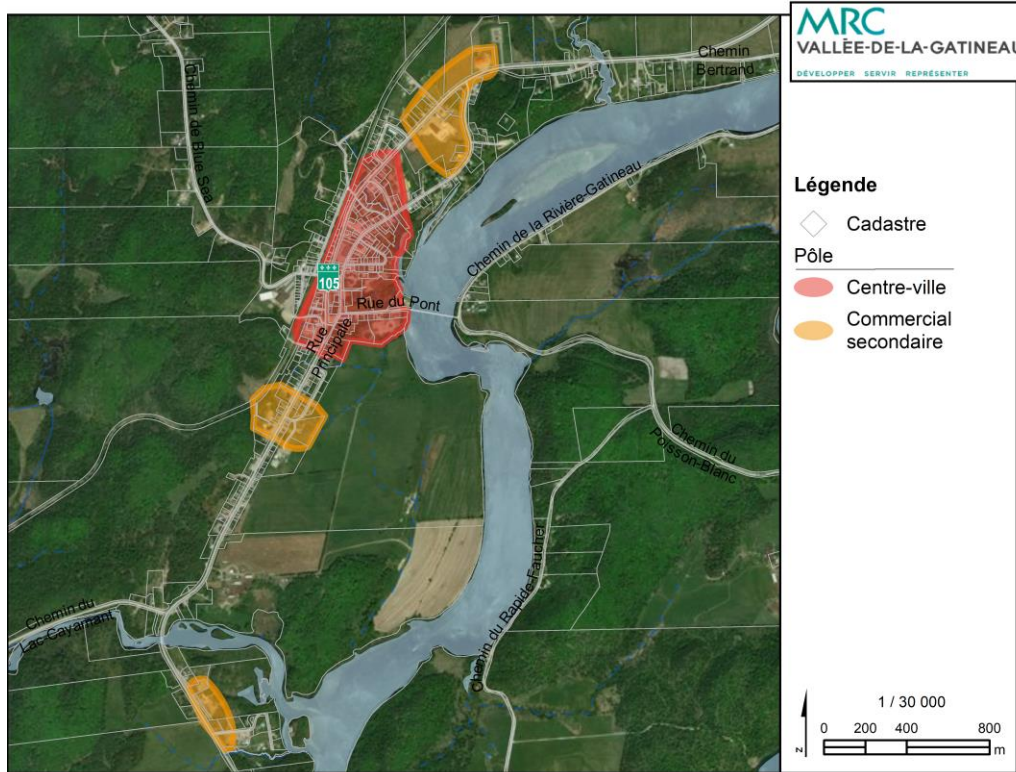 MRC
VALLÉE-DE-LA-GATINEAU
DÉVELOPPER SERVIR REPRÉSENTER
Chemin
Bertrand
Chemin de Blue Sea
Chemin de la Rivière-Gatineau
105
Rue du Pont
Rue
Principale
Chemin du
Poisson-Blanc
Chemin du Rapide-Faucher
Chemin du
Lac-Cayamant
Légende
Cadastre
Pôle
Centre-ville
Commercial
secondaire
1 / 30 000
N
0 200 400 800
m